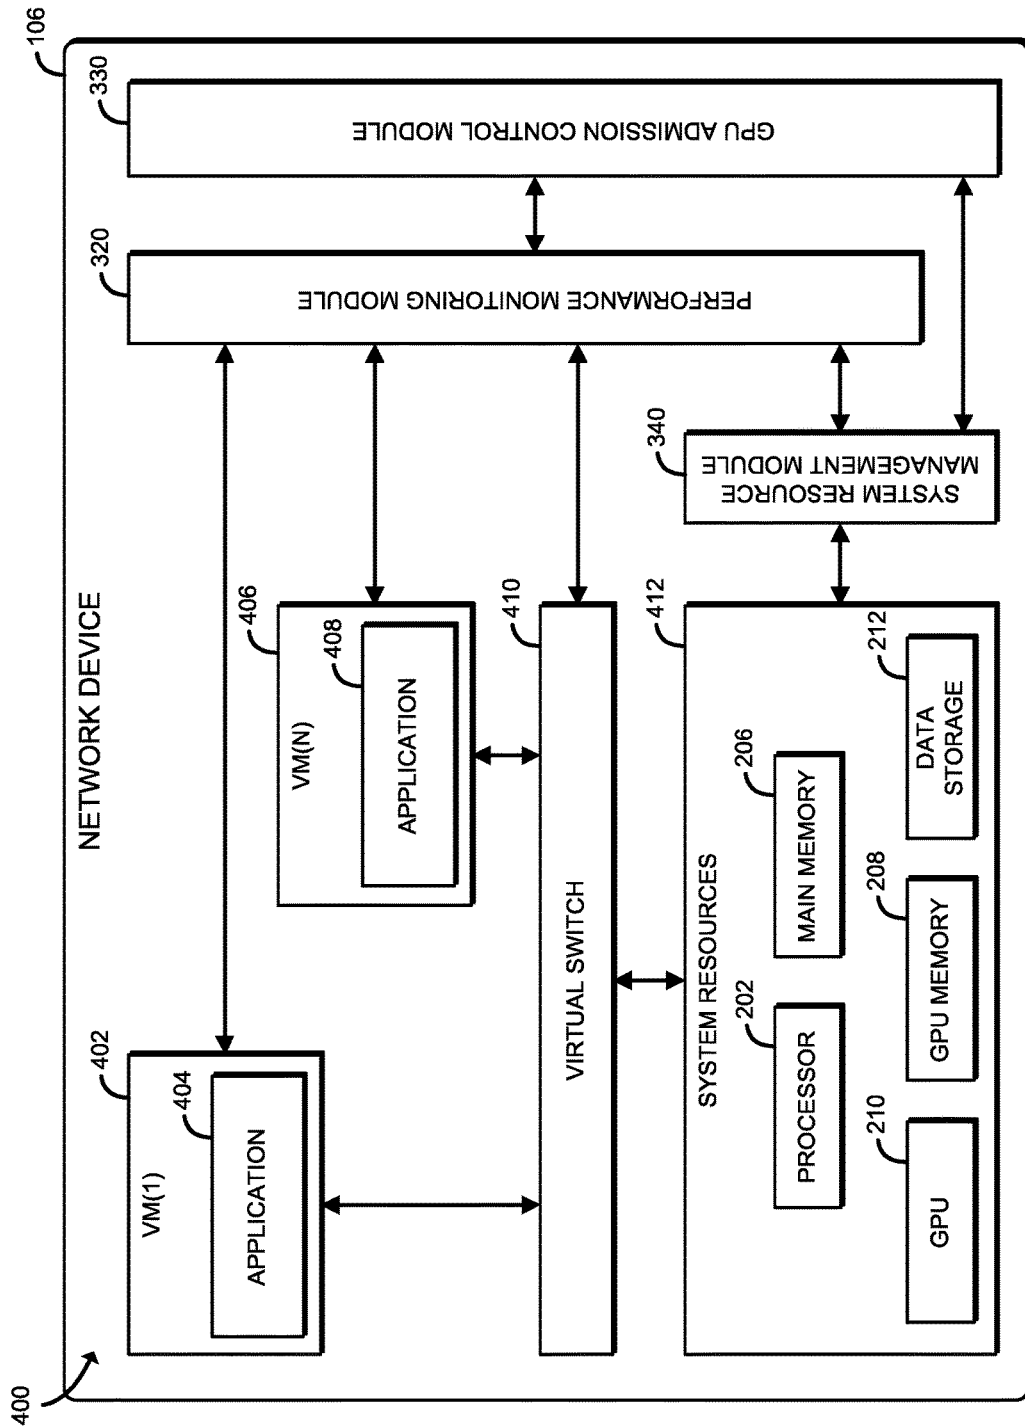 400
106
NETWORK DEVICE
402
VM(1)
404
APPLICATION
406
VM(N)
408
APPLICATION
410
VIRTUAL SWITCH
412
SYSTEM RESOURCES
202
PROCESSOR
206
MAIN MEMORY
210
GPU
208
GPU MEMORY
212
DATA
STORAGE
340
SYSTEM RESOURCE
MANAGEMENT MODULE
320
PERFORMANCE MONITORING MODULE
330
GPU ADMISSION CONTROL MODULE